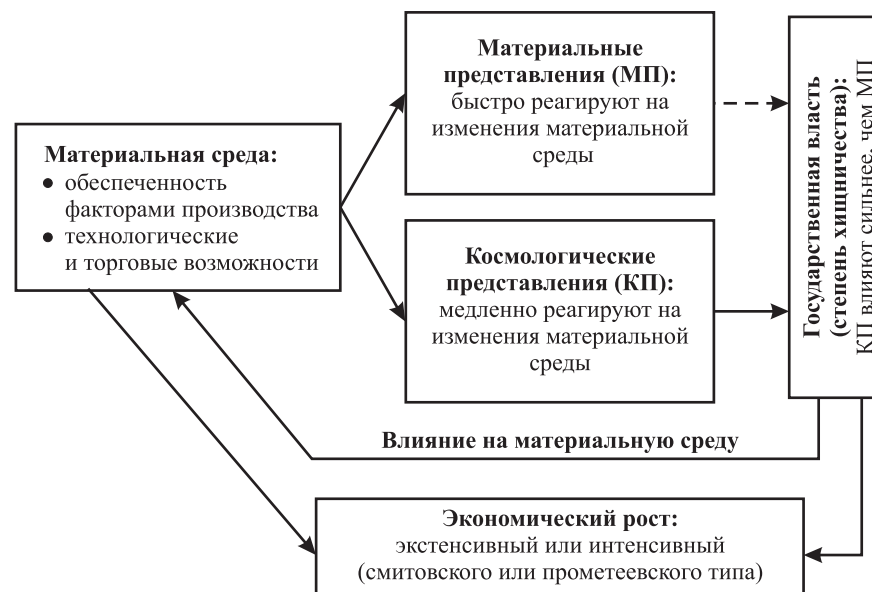 Материальные
представления (МП):
быстро реагируют на
изменения материальной
среды
Материальная среда:
● обеспеченность
факторами производства
● технологические
и торговые возможности
Космологические
представления (КП):
медленно реагируют на
изменения материальной
среды
Государственная власть
(степень хищничества):
КП влияют сильнее, чем МП
Влияние на материальную среду
Экономический рост:
экстенсивный или интенсивный
(смитовского или прометеевского типа)